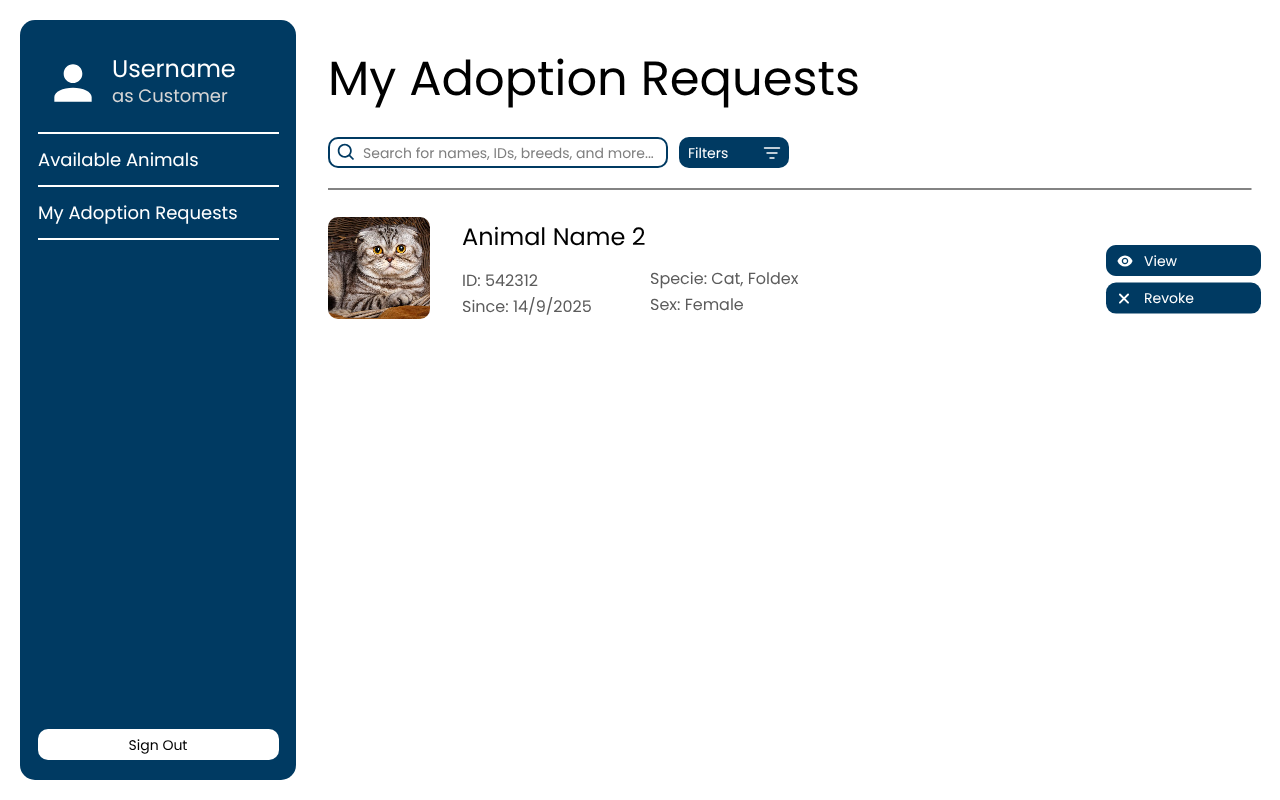 Username
as Customer
Available Animals
My Adoption Requests
Sign Out
My Adoption Requests
Search for names, IDs, breeds, and more...
Filters
Animal Name 2
ID: 542312
Specie: Cat, Foldex
Since: 14/9/2025
Sex: Female
View
Revoke